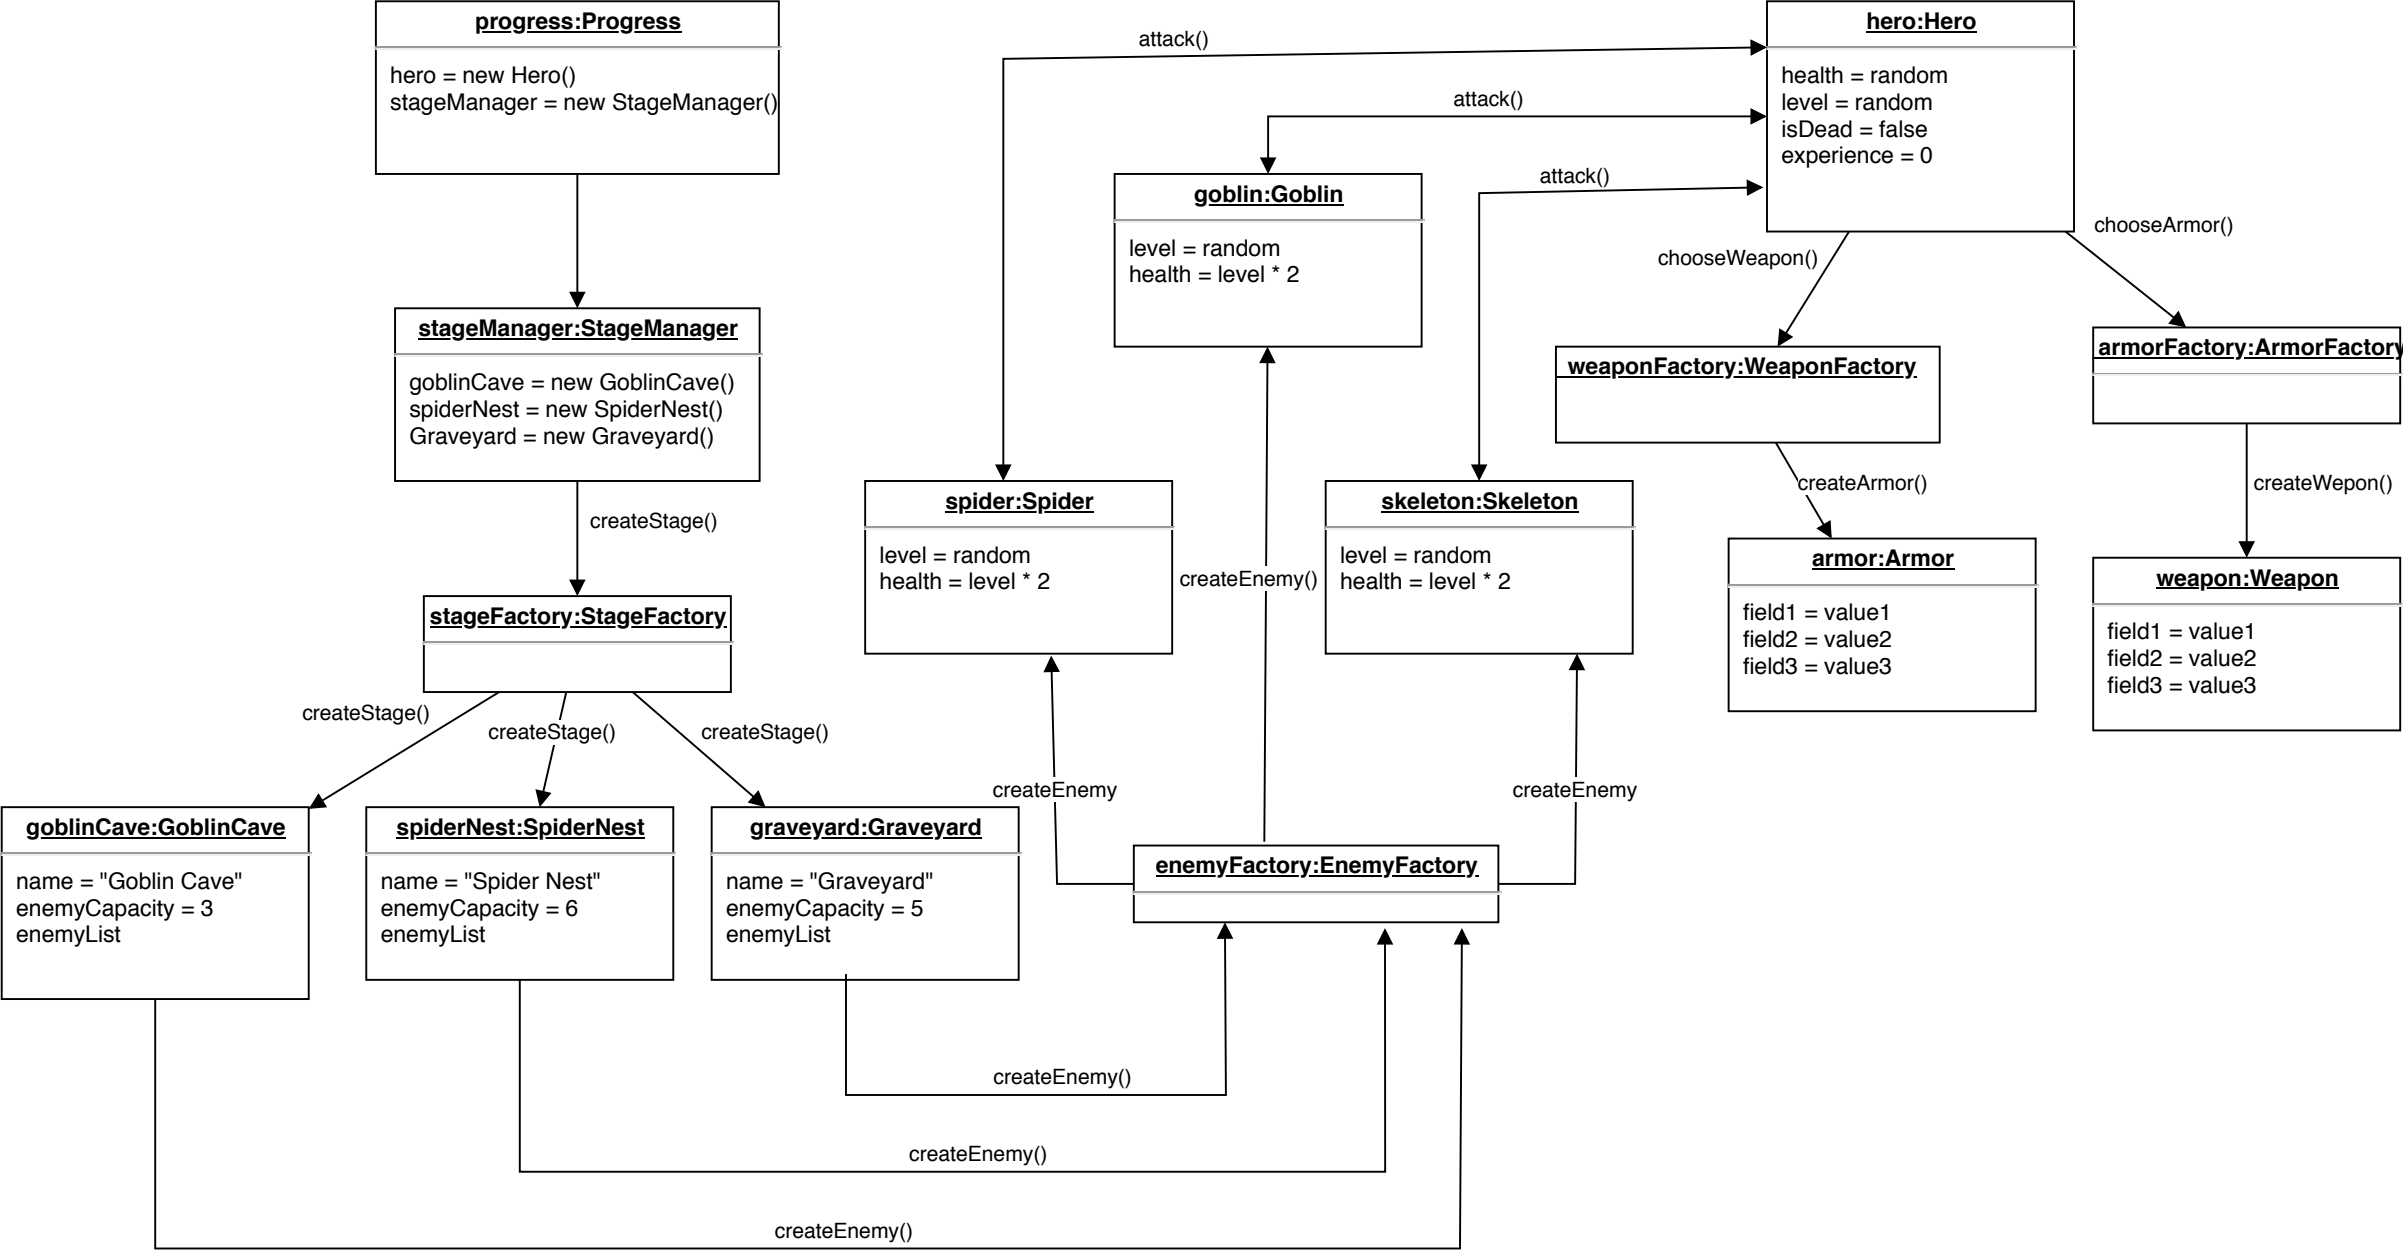 progress:Progress
hero = new Hero()
stageManager = new StageManager()
attack()
hero:Hero
health = random
level = random
isDead = false
experience = 0
attack()
attack()
goblin:Goblin
level = random
health = level * 2
chooseWeapon()
chooseArmor()
stageManager:StageManager
goblinCave = new GoblinCave()
spiderNest = new SpiderNest()
Graveyard = new Graveyard()
weaponFactory:WeaponFactory
armorFactory:ArmorFactory
createStage()
spider:Spider
level = random
health = level * 2
createEnemy()
skeleton:Skeleton
level = random
health = level * 2
createArmor()
createWepon()
armor:Armor
field1 = value1
field2 = value2
field3 = value3
weapon:Weapon
field1 = value1
field2 = value2
field3 = value3
stageFactory:StageFactory
createStage()
createStage()
createStage()
createEnemy
createEnemy
goblinCave:GoblinCave
name = "Goblin Cave"
enemyCapacity = 3
enemyList
spiderNest:SpiderNest
name = "Spider Nest"
enemyCapacity = 6
enemyList
graveyard:Graveyard
name = "Graveyard"
enemyCapacity = 5
enemyList
enemyFactory:EnemyFactory
createEnemy()
createEnemy()
createEnemy()